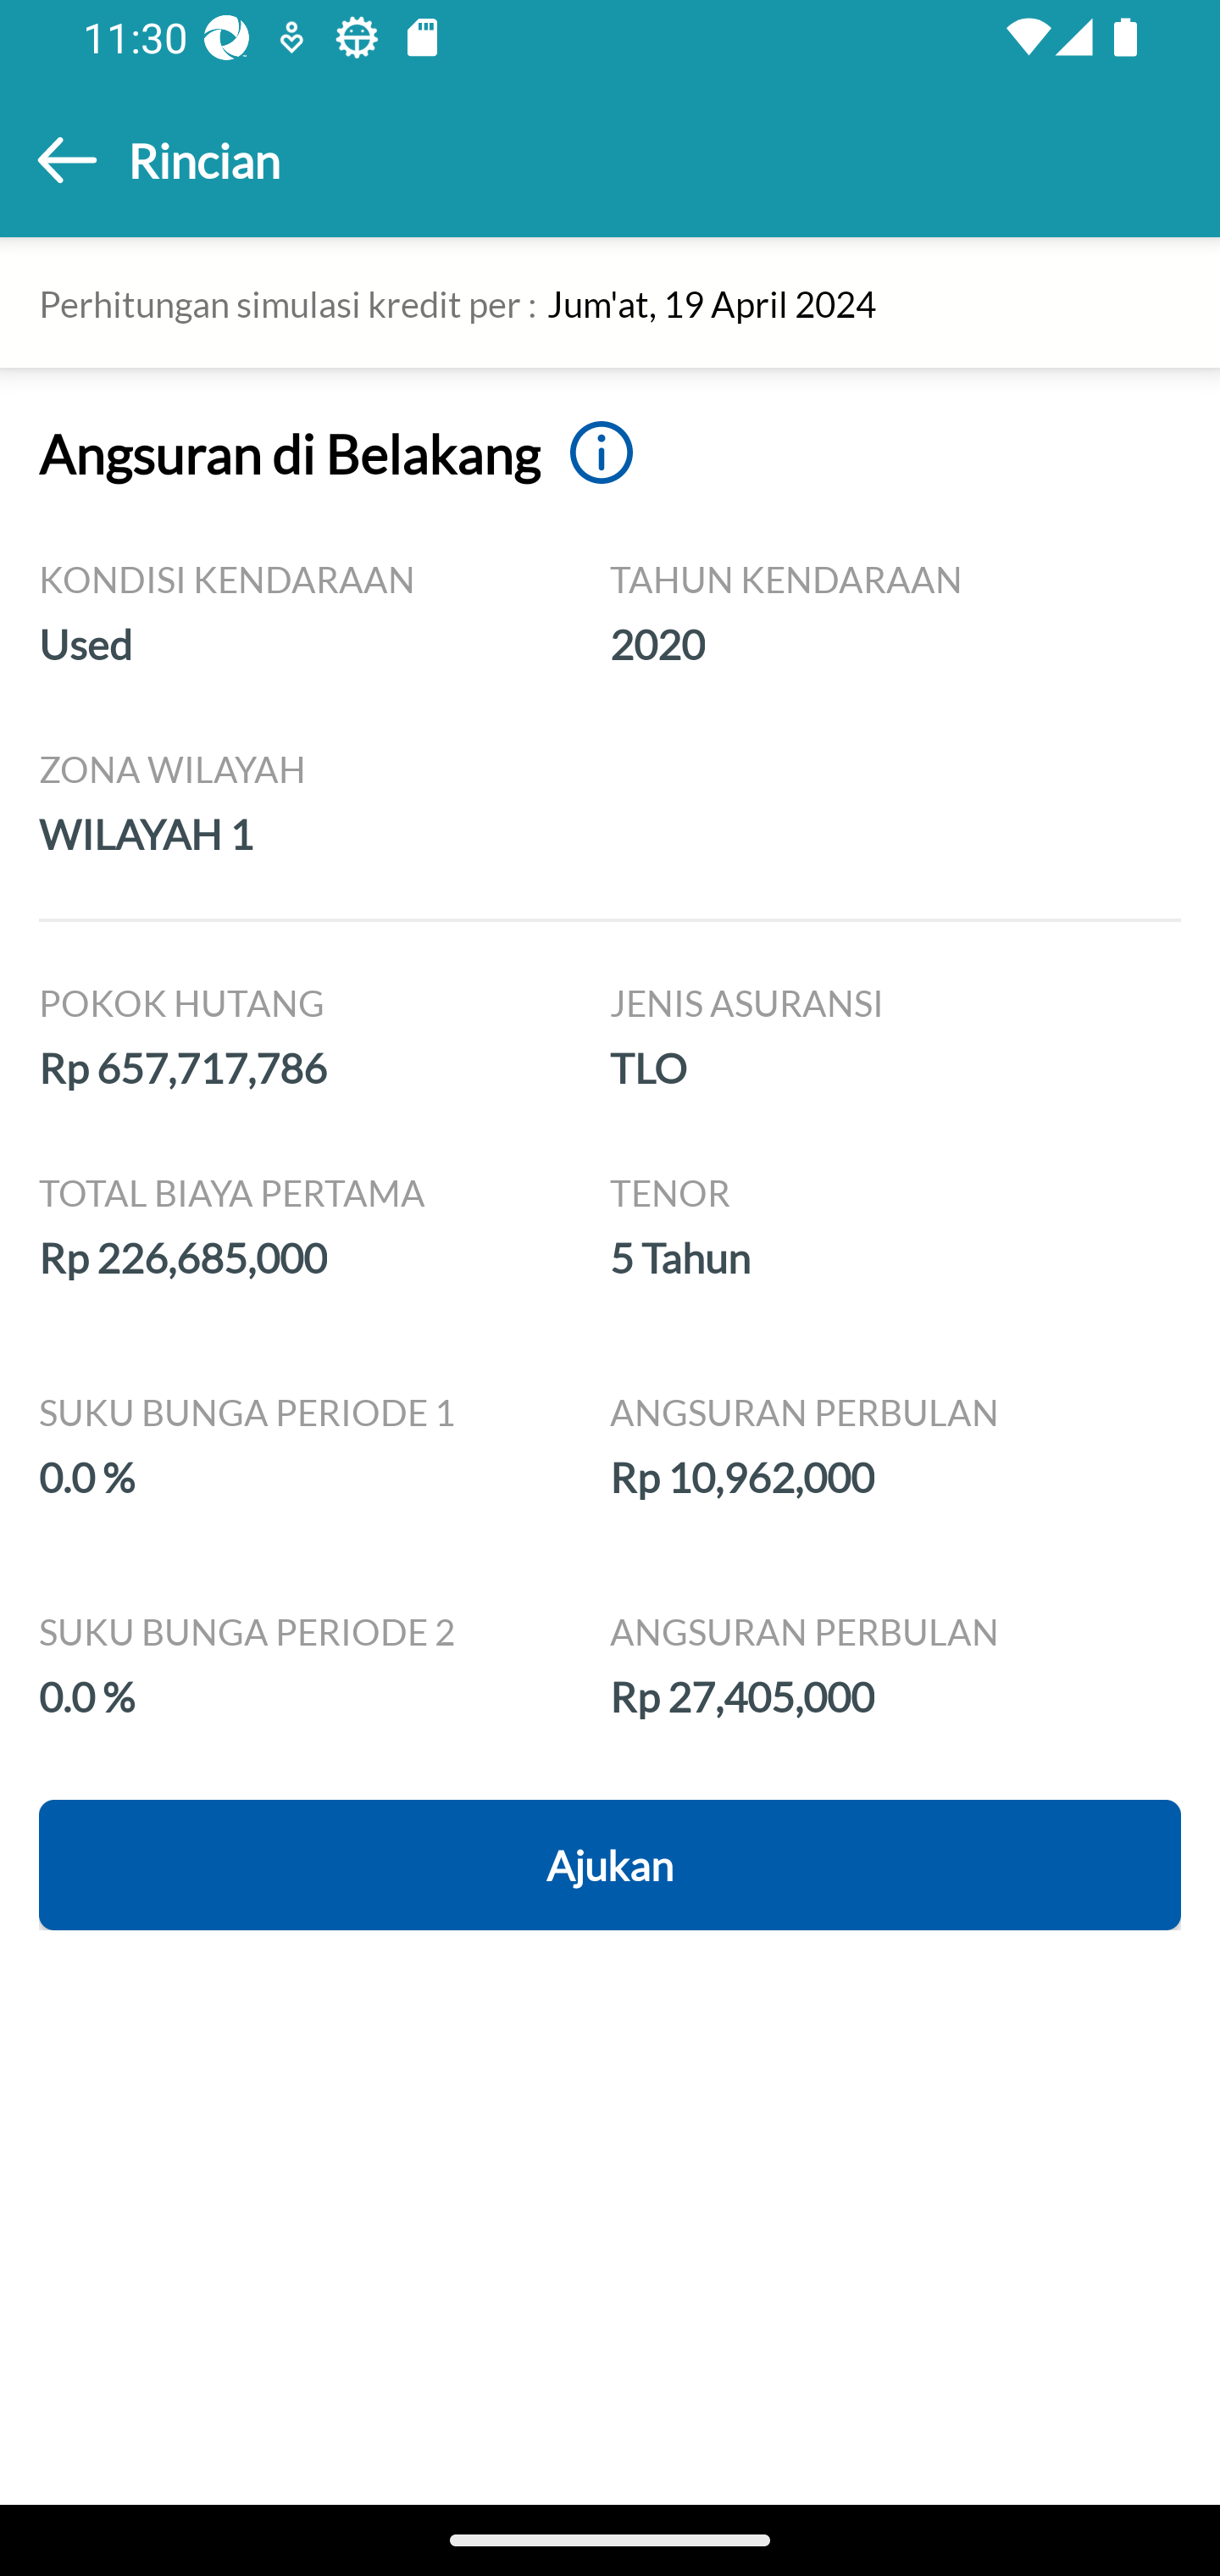 11:30
Rincian
Perhitungan simulasi kredit per : Jum'at, 19 April 2024
Angsuran di Belakang
KONDISI KENDARAAN
Used
TAHUN KENDARAAN
2020
ZONA WILAYAH
WILAYAH 1
POKOK HUTANG
Rp 657,717,786
JENIS ASURANSI
TLO
TOTAL BIAYA PERTAMA
Rp 226,685,000
TENOR
5 Tahun
SUKU BUNGA PERIODE 1
0.0 %
ANGSURAN PERBULAN
Rp 10,962,000
SUKU BUNGA PERIODE 2
0.0 %
ANGSURAN PERBULAN
Rp 27,405,000
Ajukan